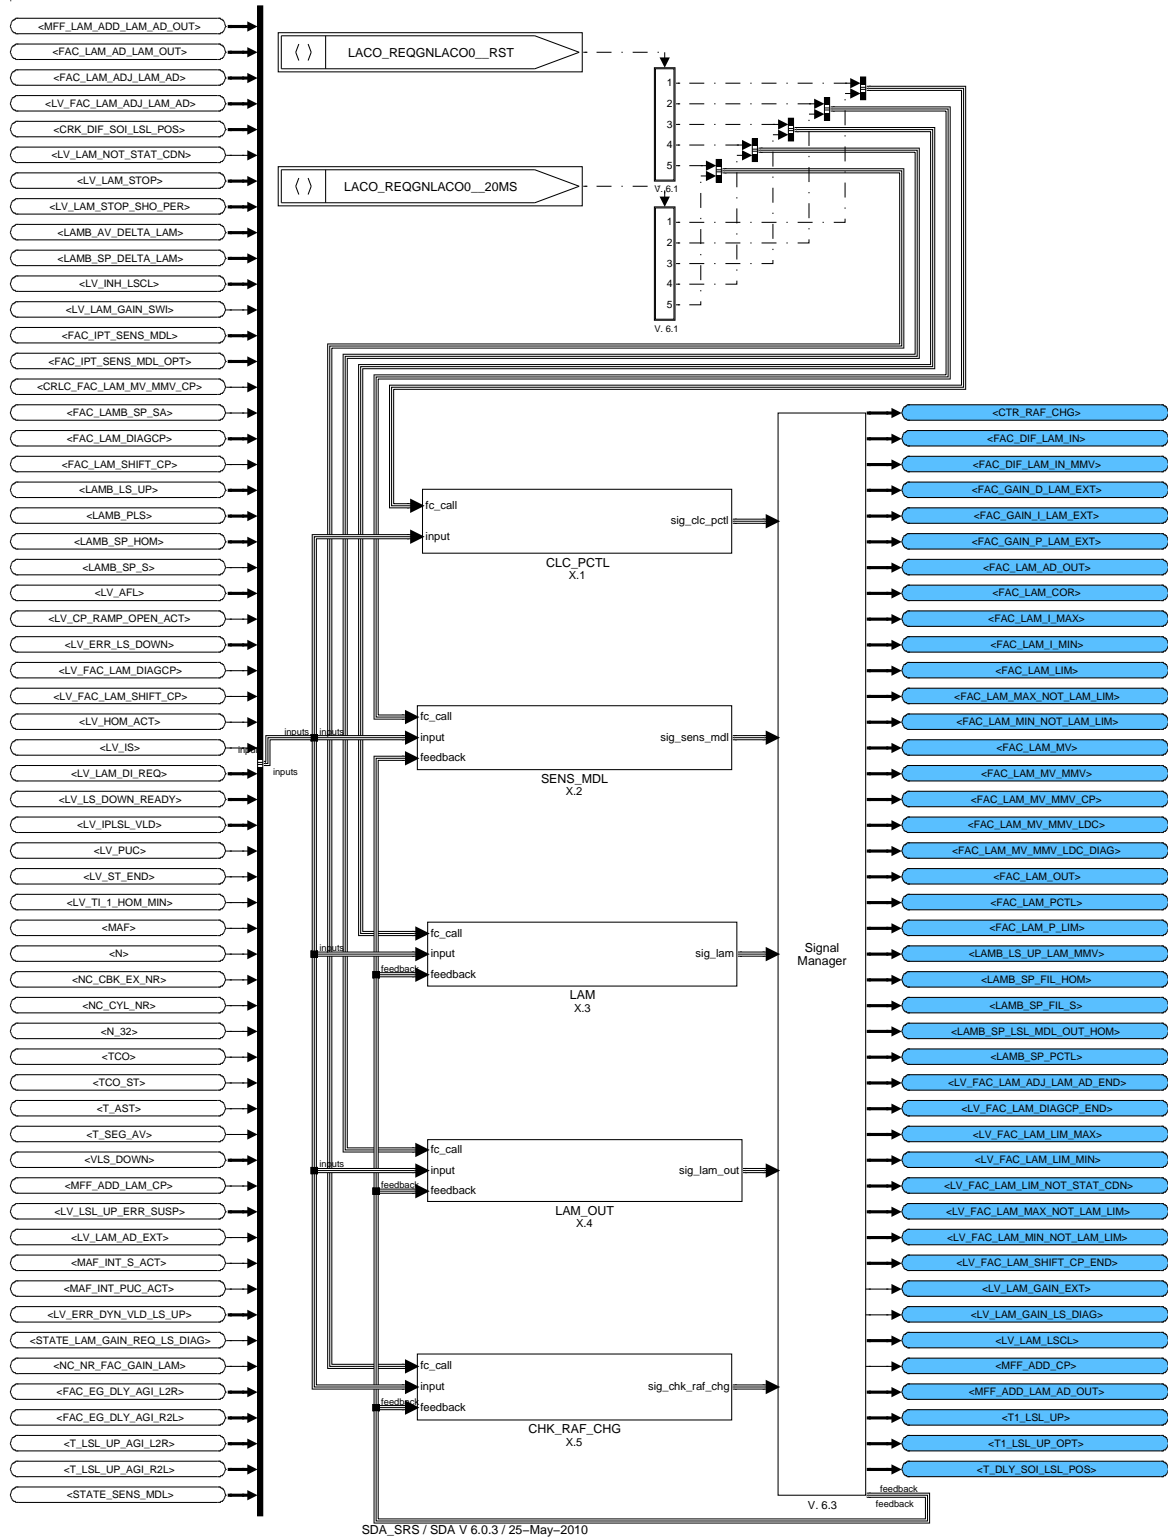 <MFF_LAM_ADD_LAM_AD_OUT>
<FAC_LAM_AD_LAM_OUT>
<FAC_LAM_ADJ_LAM_AD>
<LV_FAC_LAM_ADJ_LAM_AD>
<CRK_DIF_SOI_LSL_POS>
<LV_LAM_NOT_STAT_CDN>
<LV_LAM_STOP>
<LV_LAM_STOP_SHO_PER>
<LAMB_AV_DELTA_LAM>
<LAMB_SP_DELTA_LAM>
<LV_INH_LSCL>
<LV_LAM_GAIN_SWI>
<FAC_IPT_SENS_MDL>
<FAC_IPT_SENS_MDL_OPT>
<CRLC_FAC_LAM_MV_MMV_CP>
<FAC_LAMB_SP_SA>
<FAC_LAM_DIAGCP>
<FAC_LAM_SHIFT_CP>
<LAMB_LS_UP>
<LAMB_PLS>
<LAMB_SP_HOM>
<LAMB_SP_S>
<LV_AFL>
<LV_CP_RAMP_OPEN_ACT>
<LV_ERR_LS_DOWN>
<LV_FAC_LAM_DIAGCP>
<LV_FAC_LAM_SHIFT_CP>
<LV_HOM_ACT>
<LV_IS>
<LV_LAM_DI_REQ>
<LV_LS_DOWN_READY>
<LV_IPLSL_VLD>
<LV_PUC>
<LV_ST_END>
<LV_TI_1_HOM_MIN>
<MAF>
<N>
<NC_CBK_EX_NR>
<NC_CYL_NR>
<N_32>
<TCO>
<TCO_ST>
<T_AST>
<T_SEG_AV>
<VLS_DOWN>
<MFF_ADD_LAM_CP>
<LV_LSL_UP_ERR_SUSP>
<LV_LAM_AD_EXT>
<MAF_INT_S_ACT>
<MAF_INT_PUC_ACT>
<LV_ERR_DYN_VLD_LS_UP>
<STATE_LAM_GAIN_REQ_LS_DIAG>
<NC_NR_FAC_GAIN_LAM>
<FAC_EG_DLY_AGI_L2R>
<FAC_EG_DLY_AGI_R2L>
<T_LSL_UP_AGI_L2R>
<T_LSL_UP_AGI_R2L>
<STATE_SENS_MDL>
inputs
inputs
inputs
⟨ ⟩ LACO_REQGNLACO0__RST
1
2
3
4
5
V. 6.1
⟨ ⟩ LACO_REQGNLACO0__20MS
1
2
3
4
5
V. 6.1
fc_call
input
sig_clc_pctl
CLC_PCTL
X.1
fc_call
input
feedback
sig_sens_mdl
SENS_MDL
X.2
inputs
feedback
fc_call
input
feedback
sig_lam
LAM
X.3
inputs
feedback
fc_call
input
feedback
sig_lam_out
LAM_OUT
X.4
feedback
fc_call
input
feedback
sig_chk_raf_chg
CHK_RAF_CHG
X.5
Signal
Manager
V. 6.3
feedback
feedback
<CTR_RAF_CHG>
<FAC_DIF_LAM_IN>
<FAC_DIF_LAM_IN_MMV>
<FAC_GAIN_D_LAM_EXT>
<FAC_GAIN_I_LAM_EXT>
<FAC_GAIN_P_LAM_EXT>
<FAC_LAM_AD_OUT>
<FAC_LAM_COR>
<FAC_LAM_I_MAX>
<FAC_LAM_I_MIN>
<FAC_LAM_LIM>
<FAC_LAM_MAX_NOT_LAM_LIM>
<FAC_LAM_MIN_NOT_LAM_LIM>
<FAC_LAM_MV>
<FAC_LAM_MV_MMV>
<FAC_LAM_MV_MMV_CP>
<FAC_LAM_MV_MMV_LDC>
<FAC_LAM_MV_MMV_LDC_DIAG>
<FAC_LAM_OUT>
<FAC_LAM_PCTL>
<FAC_LAM_P_LIM>
<LAMB_LS_UP_LAM_MMV>
<LAMB_SP_FIL_HOM>
<LAMB_SP_FIL_S>
<LAMB_SP_LSL_MDL_OUT_HOM>
<LAMB_SP_PCTL>
<LV_FAC_LAM_ADJ_LAM_AD_END>
<LV_FAC_LAM_DIAGCP_END>
<LV_FAC_LAM_LIM_MAX>
<LV_FAC_LAM_LIM_MIN>
<LV_FAC_LAM_LIM_NOT_STAT_CDN>
<LV_FAC_LAM_MAX_NOT_LAM_LIM>
<LV_FAC_LAM_MIN_NOT_LAM_LIM>
<LV_FAC_LAM_SHIFT_CP_END>
<LV_LAM_GAIN_EXT>
<LV_LAM_GAIN_LS_DIAG>
<LV_LAM_LSCL>
<MFF_ADD_CP>
<MFF_ADD_LAM_AD_OUT>
<T1_LSL_UP>
<T1_LSL_UP_OPT>
<T_DLY_SOI_LSL_POS>
SDA_SRS / SDA V 6.0.3 / 25−May−2010